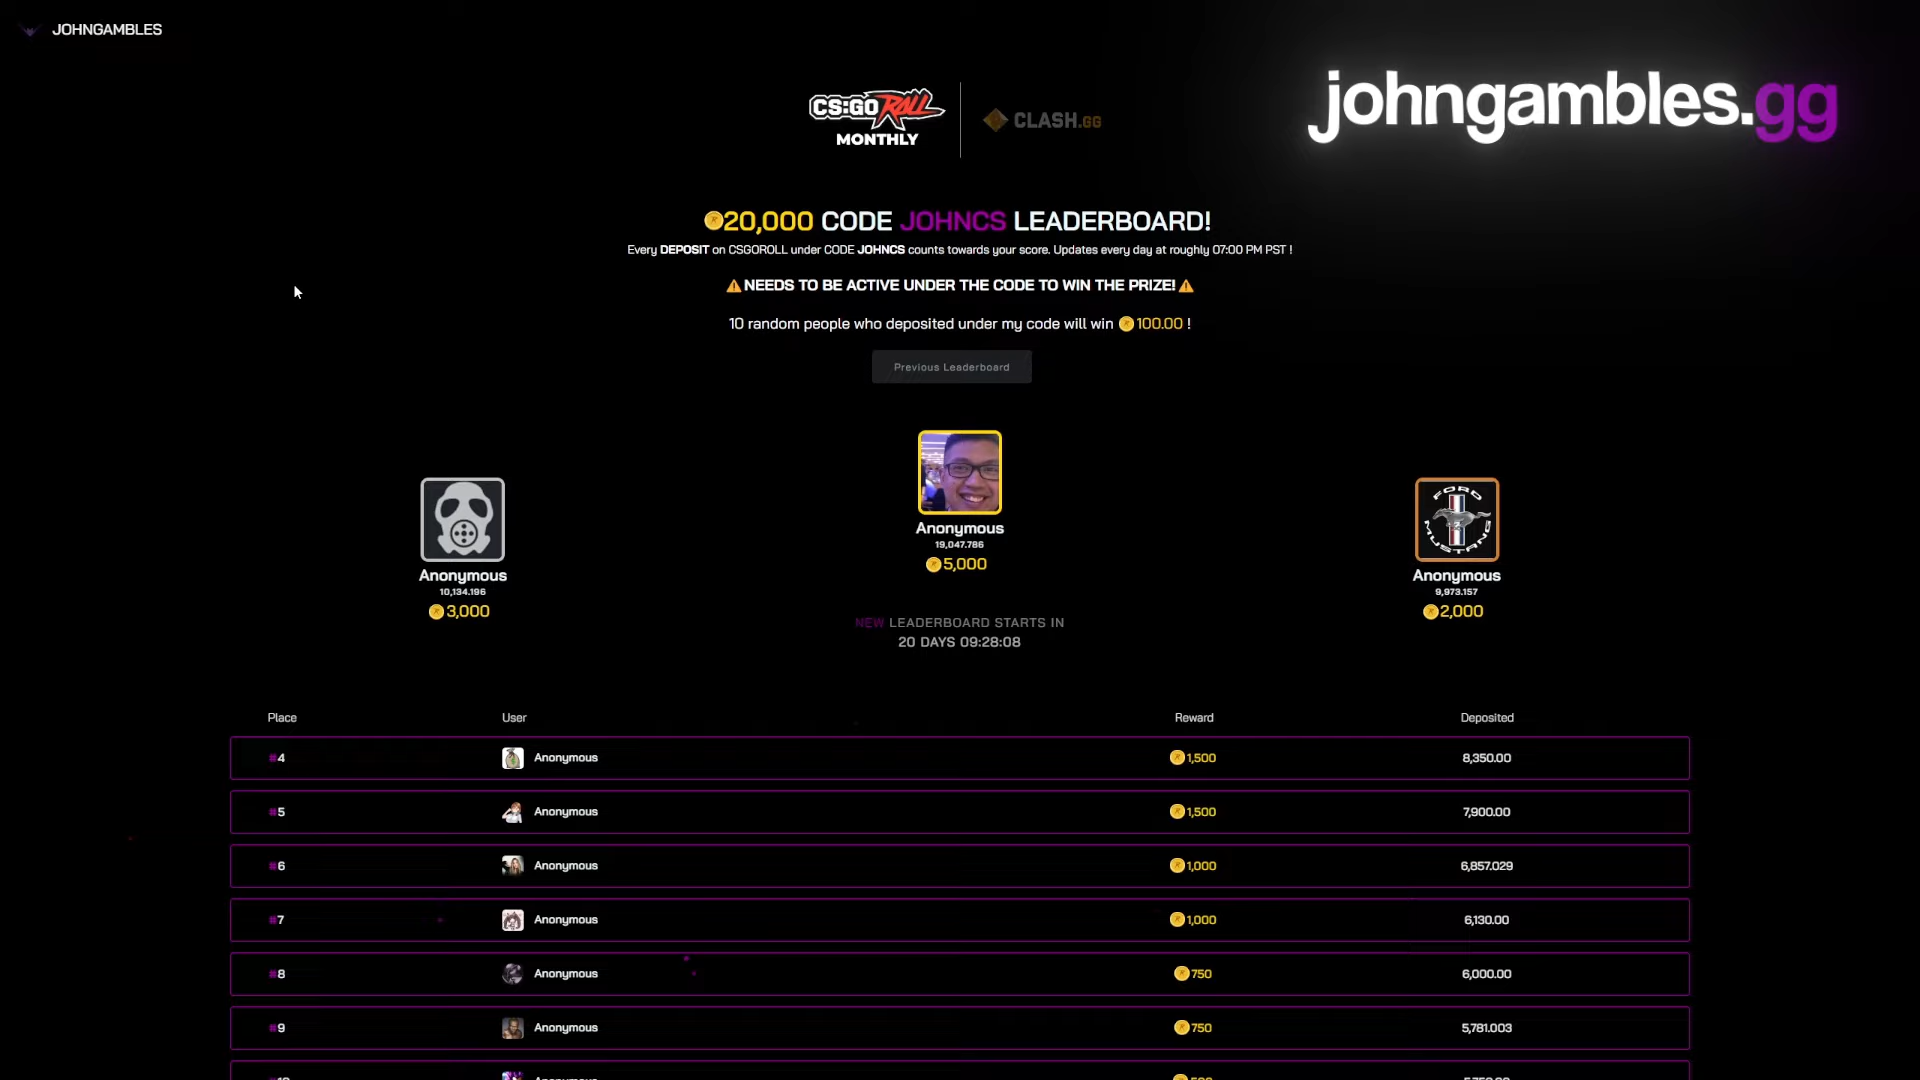 JOHNGAMBLES
johngambles.gg
CS:GO ROLL
MONTHLY
CLASH.GG
20,000 CODE JOHNCS LEADERBOARD!
Every DEPOSIT on CSGOROLL under CODE JOHNCS counts towards your score. Updates every day at roughly 07:00 PM PST !
⚠NEEDS TO BE ACTIVE UNDER THE CODE TO WIN THE PRIZE!⚠
10 random people who deposited under my code will win 100.00 !
Previous Leaderboard
Anonymous
19,047.786
5,000
Anonymous
10,134.196
3,000
FORD
MUSTANG
Anonymous
9,973.157
2,000
NEW LEADERBOARD STARTS IN
20 DAYS 09:28:08
Place User Reward Deposited
#4 Anonymous 1,500 8,350.00
#5 Anonymous 1,500 7,900.00
#6 Anonymous 1,000 6,857.029
#7 Anonymous 1,000 6,130.00
#8 Anonymous 750 6,000.00
#9 Anonymous 750 5,781.003